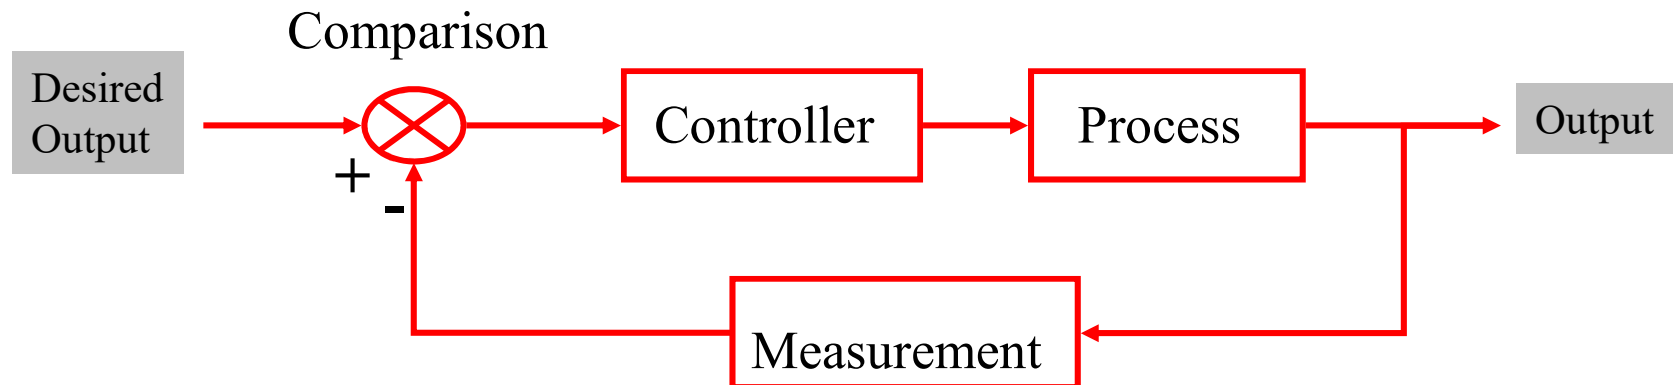 Comparison
Desired
Output
Controller
Process
Output
+
-
Measurement